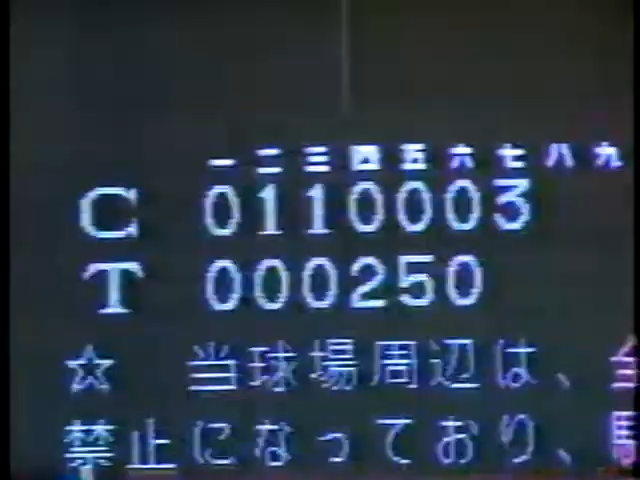 一 二 三 四 五 六 七 八 九
C 0110003
T 000250
☆ 当球場周辺は、
禁止になっており、